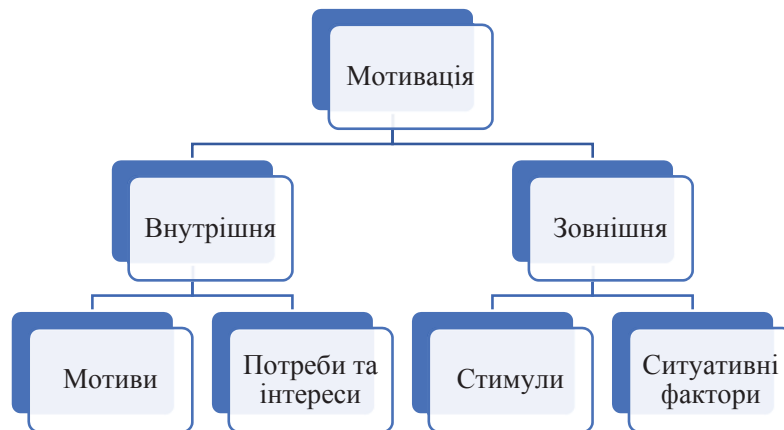 Мотивація
Внутрішня
Зовнішня
Мотиви
Потреби та
інтереси
Стимули
Ситуативні
фактори